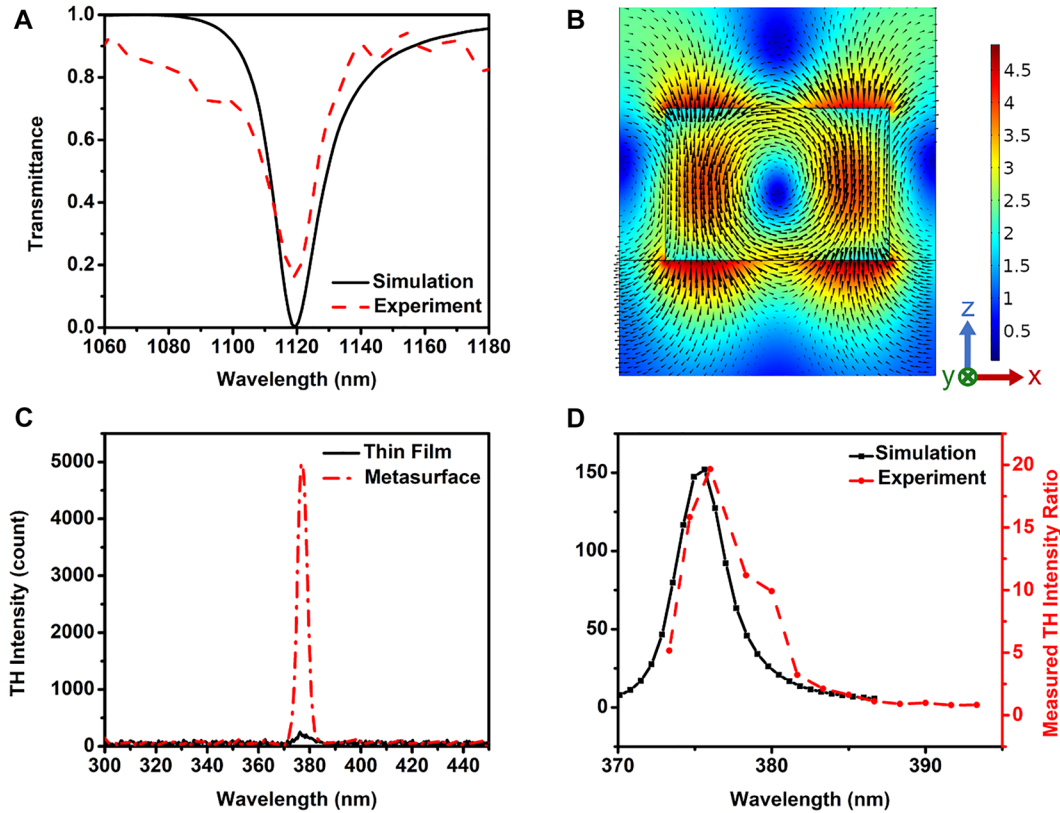 A
1.0
0.8
0.6
0.4
0.2
0.0
Transmittance
Simulation
Experiment
1060 1080 1100 1120 1140 1160 1180
Wavelength (nm)
B
4.5
4
3.5
3
2.5
2
1.5
1
0.5
z
y
x
C
5000
4000
3000
2000
1000
0
TH Intensity (count)
Thin Film
Metasurface
300 320 340 360 380 400 420 440
Wavelength (nm)
D
150
100
50
0
Simulation
Experiment
20
15
10
5
0
Measured TH Intensity Ratio
370 380 390
Wavelength (nm)